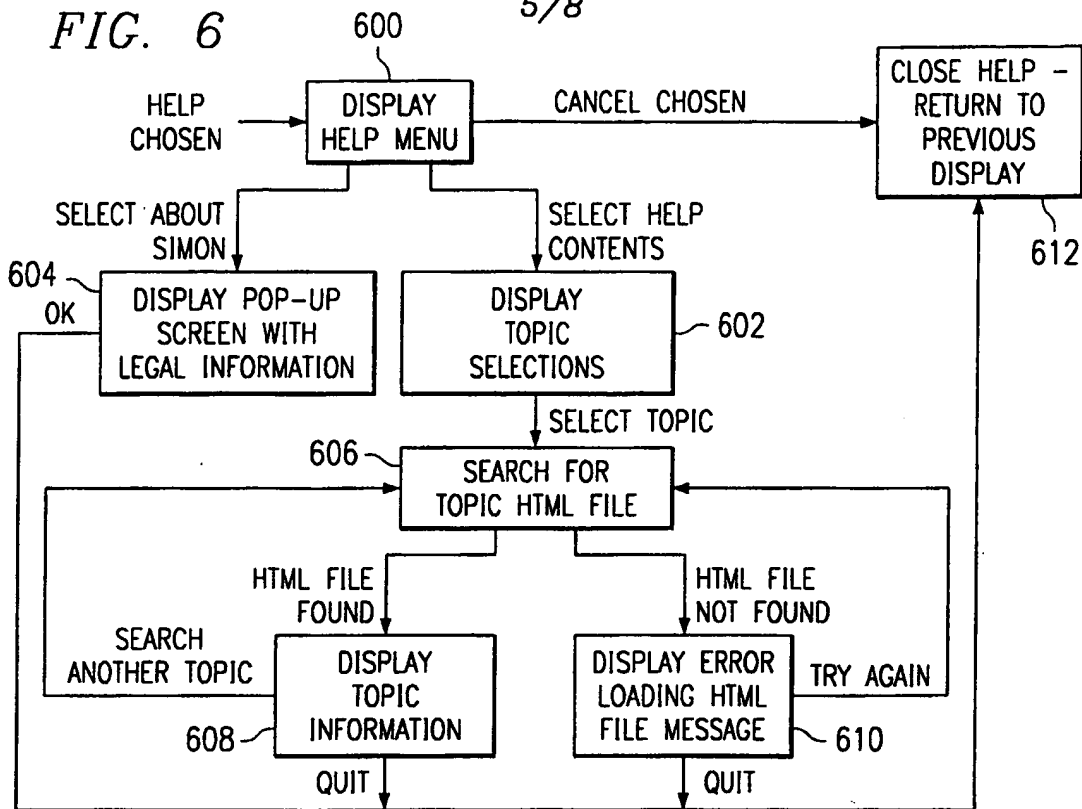 5/8
FIG. 6
600
HELP
CHOSEN
DISPLAY
HELP MENU
CANCEL CHOSEN
CLOSE HELP –
RETURN TO
PREVIOUS
DISPLAY
612
SELECT ABOUT
SIMON
SELECT HELP
CONTENTS
604
OK
DISPLAY POP-UP
SCREEN WITH
LEGAL INFORMATION
DISPLAY
TOPIC
SELECTIONS
602
SELECT TOPIC
606
SEARCH FOR
TOPIC HTML FILE
HTML FILE
FOUND
HTML FILE
NOT FOUND
SEARCH
ANOTHER TOPIC
DISPLAY
TOPIC
INFORMATION
608
DISPLAY ERROR
LOADING HTML
FILE MESSAGE
610
TRY AGAIN
QUIT
QUIT